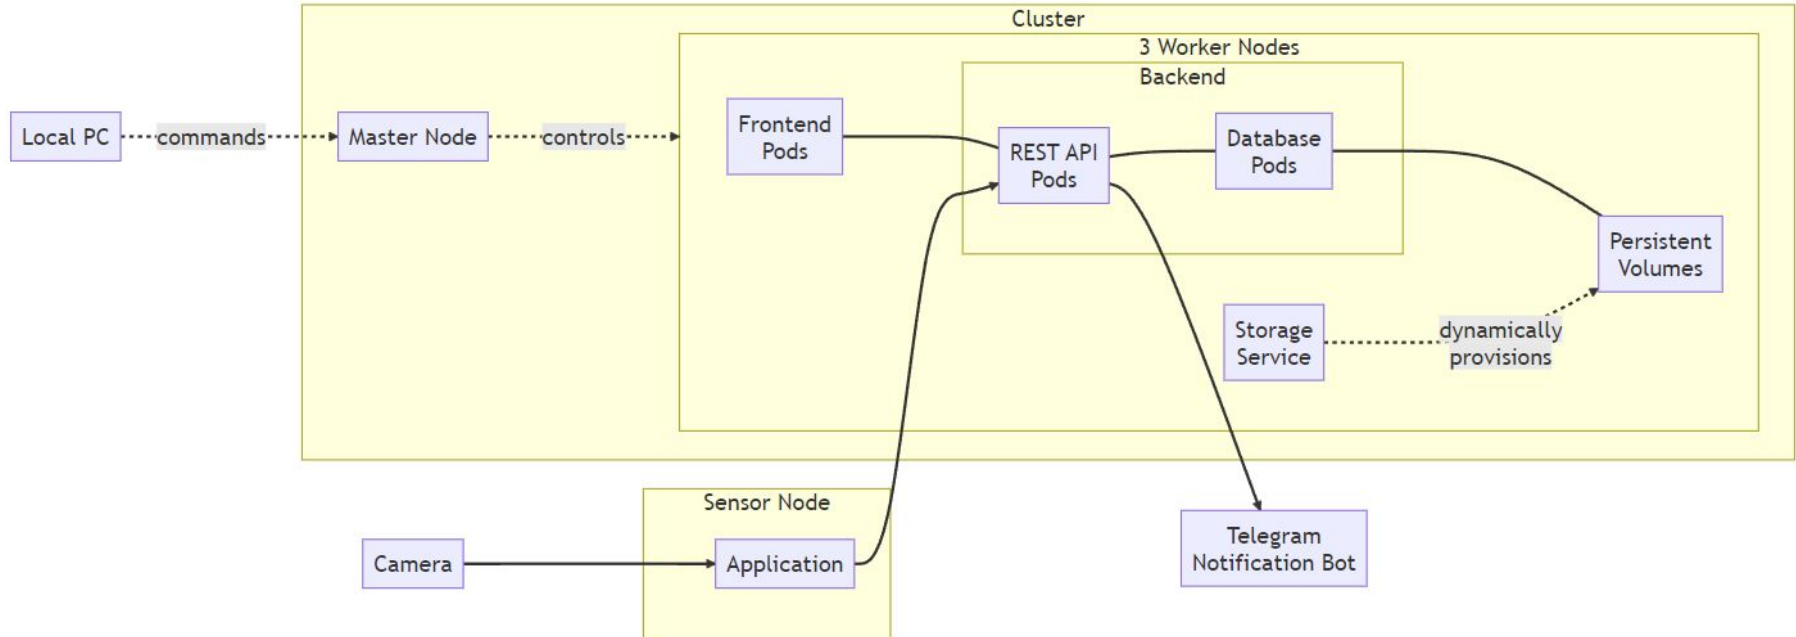 Cluster
3 Worker Nodes
Backend
Local PC
commands
Master Node
controls
Frontend
Pods
REST API
Pods
Database
Pods
Persistent
Volumes
Storage
Service
dynamically
provisions
Sensor Node
Camera
Application
Telegram
Notification Bot